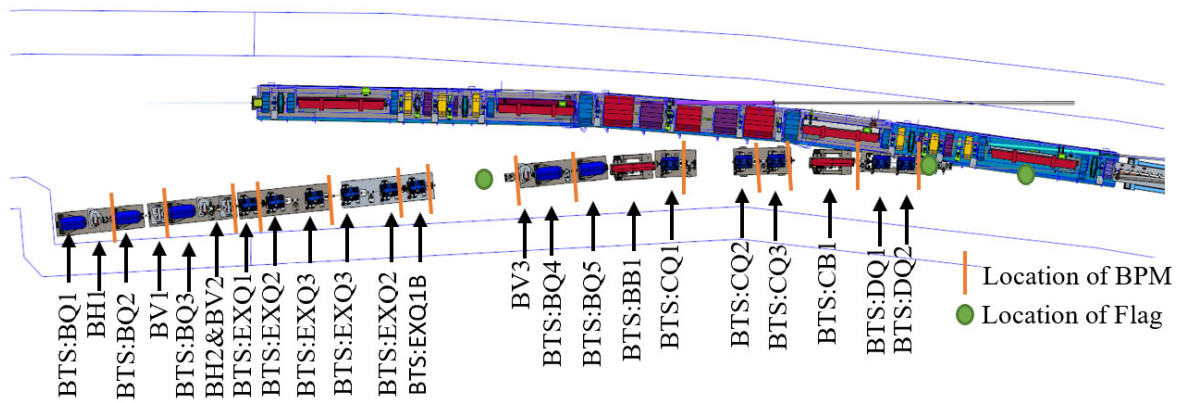 BTS:BQ1
BH1
BTS:BQ2
BV1
BTS:BQ3
BH2&BV2
BTS:EXQ1
BTS:EXQ2
BTS:EXQ3
BTS:EXQ3
BTS:EXQ2
BTS:EXQ1B
BV3
BTS:BQ4
BTS:BQ5
BTS:BB1
BTS:CQ1
BTS:CQ2
BTS:CQ3
BTS:CB1
BTS:DQ1
BTS:DQ2
Location of BPM
Location of Flag